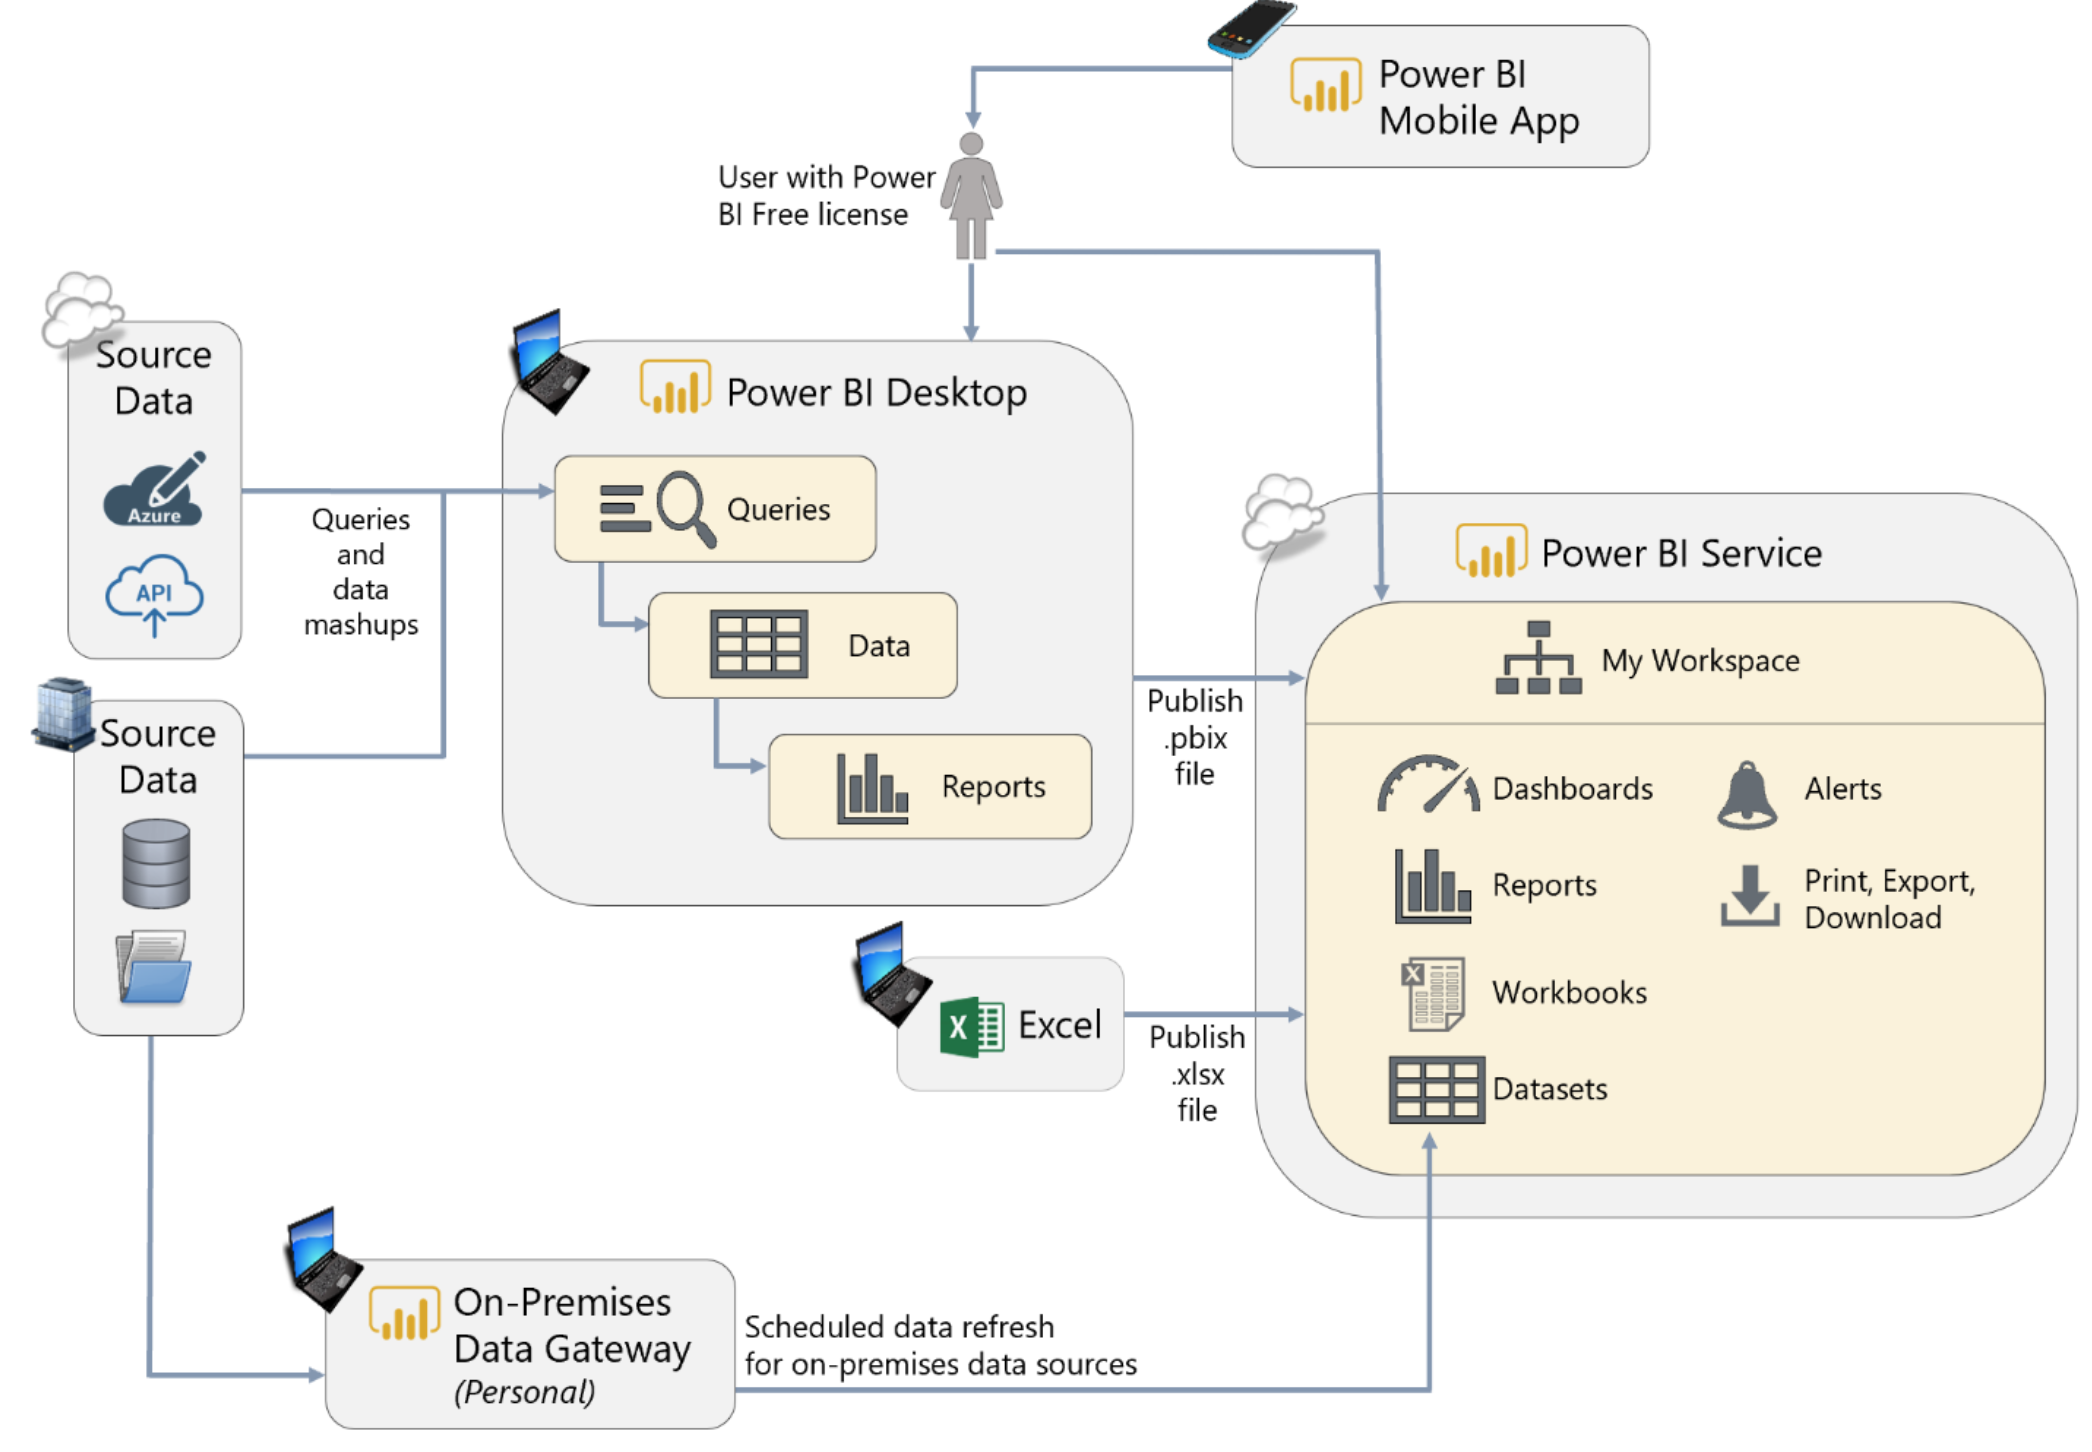 Power BI
Mobile App
User with Power
BI Free license
Source
Data
Azure
API
Queries
and
data
mashups
Source
Data
Power BI Desktop
Queries
Data
Reports
Publish
.pbix
file
X
Excel
Publish
.xlsx
file
Power BI Service
My Workspace
Dashboards
Alerts
Reports
Print, Export,
Download
X
Workbooks
Datasets
On-Premises
Data Gateway
(Personal)
Scheduled data refresh
for on-premises data sources